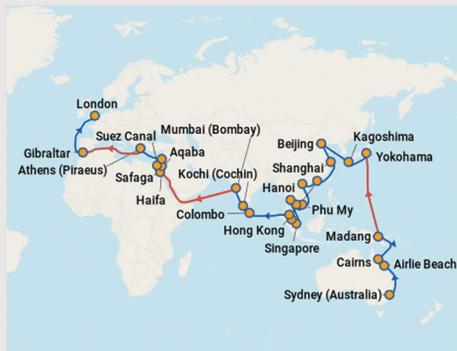 London
Suez Canal
Mumbai (Bombay)
Gibraltar
Athens (Piraeus)
Aqaba
Safaga
Haifa
Kochi (Cochin)
Colombo
Beijing
Kagoshima
Yokohama
Shanghai
Hanoi
Phu My
Hong Kong
Singapore
Madang
Cairns
Airlie Beach
Sydney (Australia)